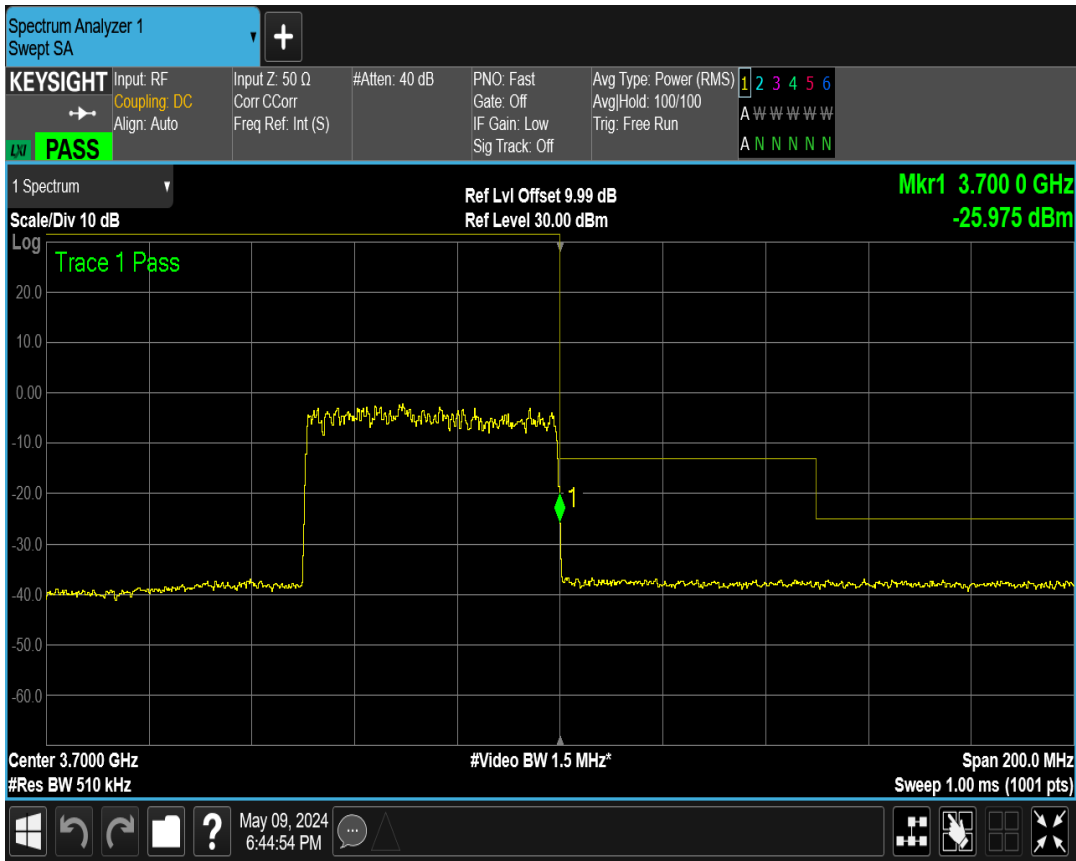 Spectrum Analyzer 1
Swept SA
+
KEYSIGHT
Input: RF
Coupling: DC
Align: Auto
Input Z: 50 Ω
Corr CCorr
Freq Ref: Int (S)
#Atten: 40 dB
PNO: Fast
Gate: Off
IF Gain: Low
Sig Track: Off
Avg Type: Power (RMS)
Avg|Hold: 100/100
Trig: Free Run
1 2 3 4 5 6
A W W W W W
A N N N N N
LXI PASS
1 Spectrum
Scale/Div 10 dB
Ref Lvl Offset 9.99 dB
Ref Level 30.00 dBm
Mkr1 3.700 0 GHz
-25.975 dBm
Log
Trace 1 Pass
20.0
10.0
0.00
-10.0
-20.0
1
-30.0
-40.0
-50.0
-60.0
Center 3.7000 GHz
#Res BW 510 kHz
#Video BW 1.5 MHz*
Span 200.0 MHz
Sweep 1.00 ms (1001 pts)
?
May 09, 2024
6:44:54 PM
...